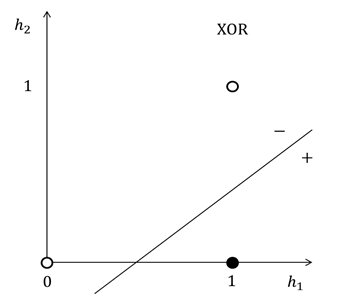 XOR
h₂
1
−
+
0
1
h₁